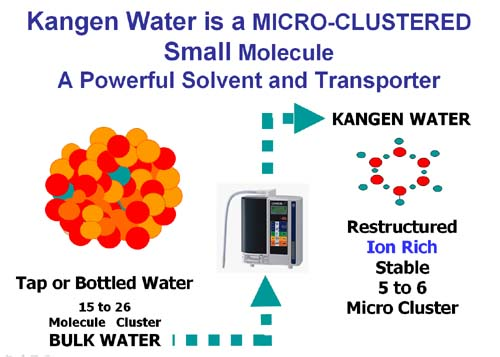 Kangen Water is a MICRO-CLUSTERED
Small Molecule
A Powerful Solvent and Transporter
KANGEN WATER
Restructured
Ion Rich
Stable
5 to 6
Micro Cluster
Tap or Bottled Water
15 to 26
Molecule Cluster
BULK WATER